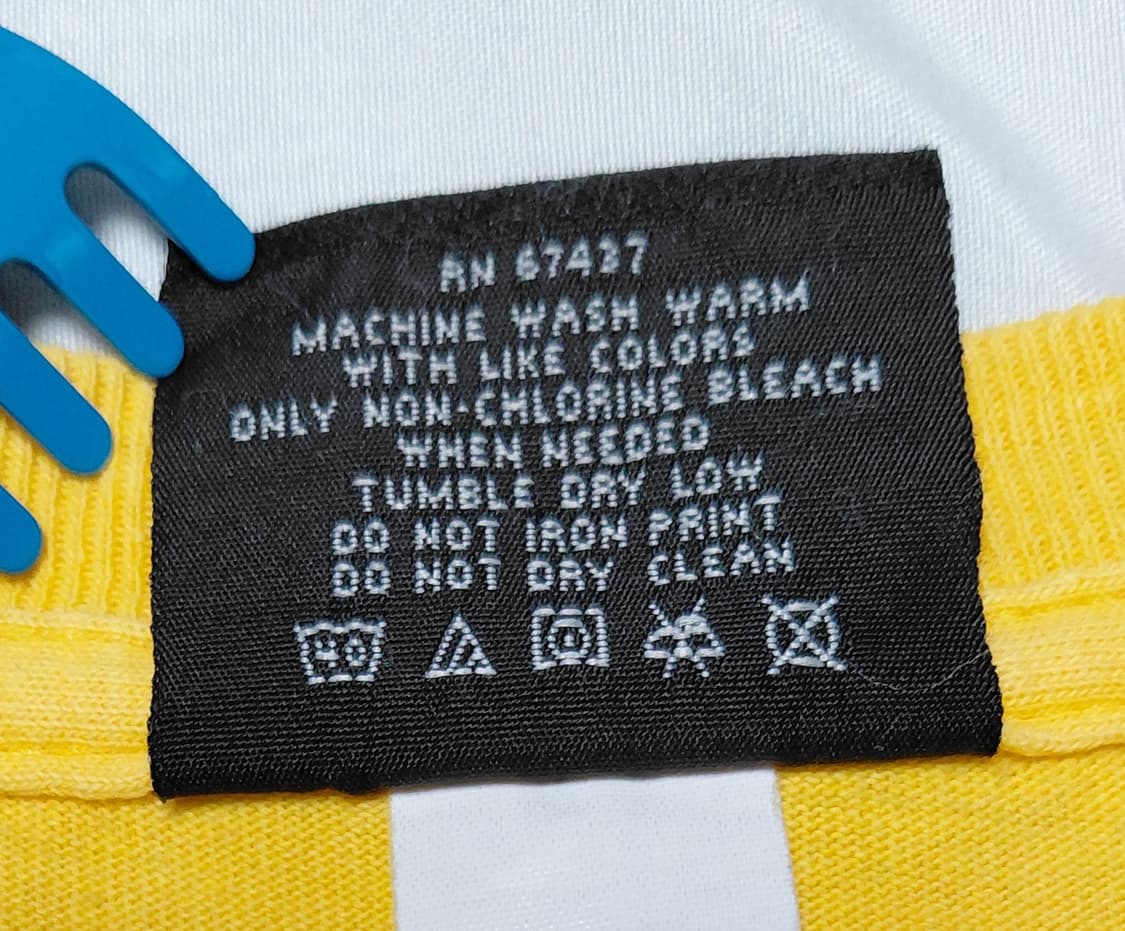 RN 67437
MACHINE WASH WARM
WITH LIKE COLORS
ONLY NON-CHLORINE BLEACH
WHEN NEEDED
TUMBLE DRY LOW
DO NOT IRON PRINT
DO NOT DRY CLEAN